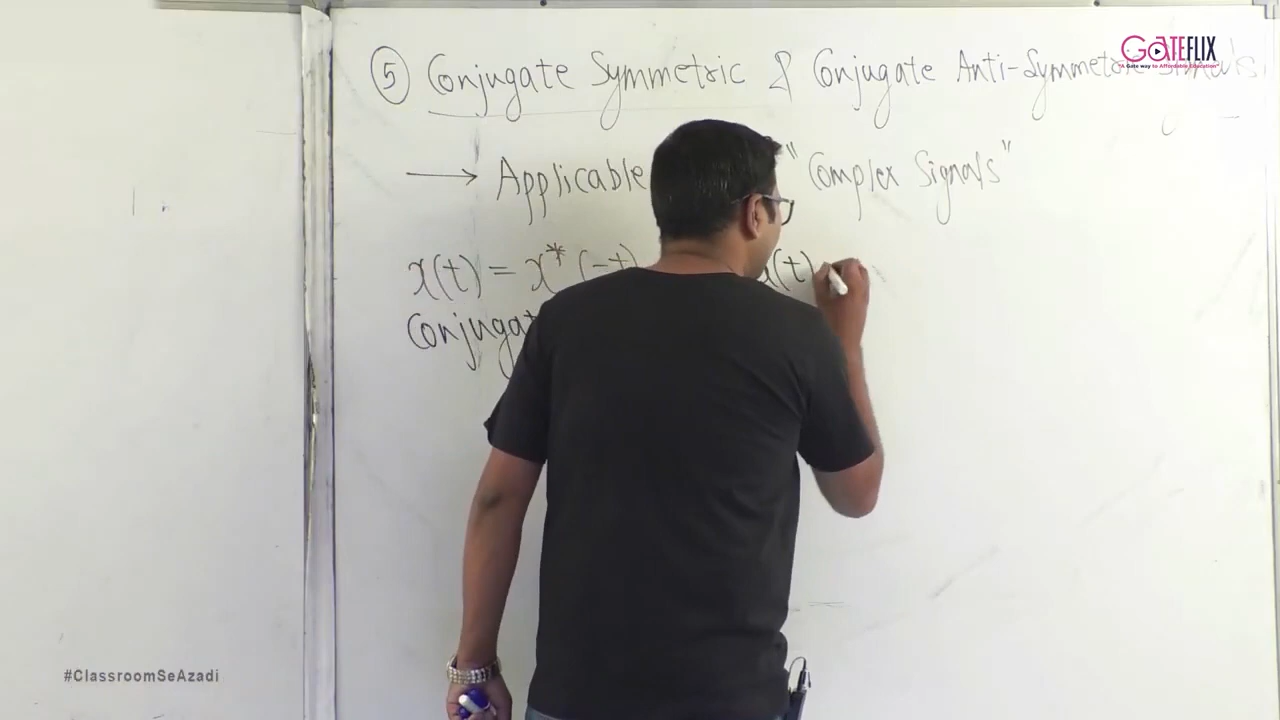 GATEFLIX
"A Gate way to Affordable Education"
⑤ Conjugate Symmetric & Conjugate Anti-Symmetric Signals.
→ Applicable "Complex Signals"
x(t) = x*(-t) x(t)
Conjugat
#ClassroomSeAzadi